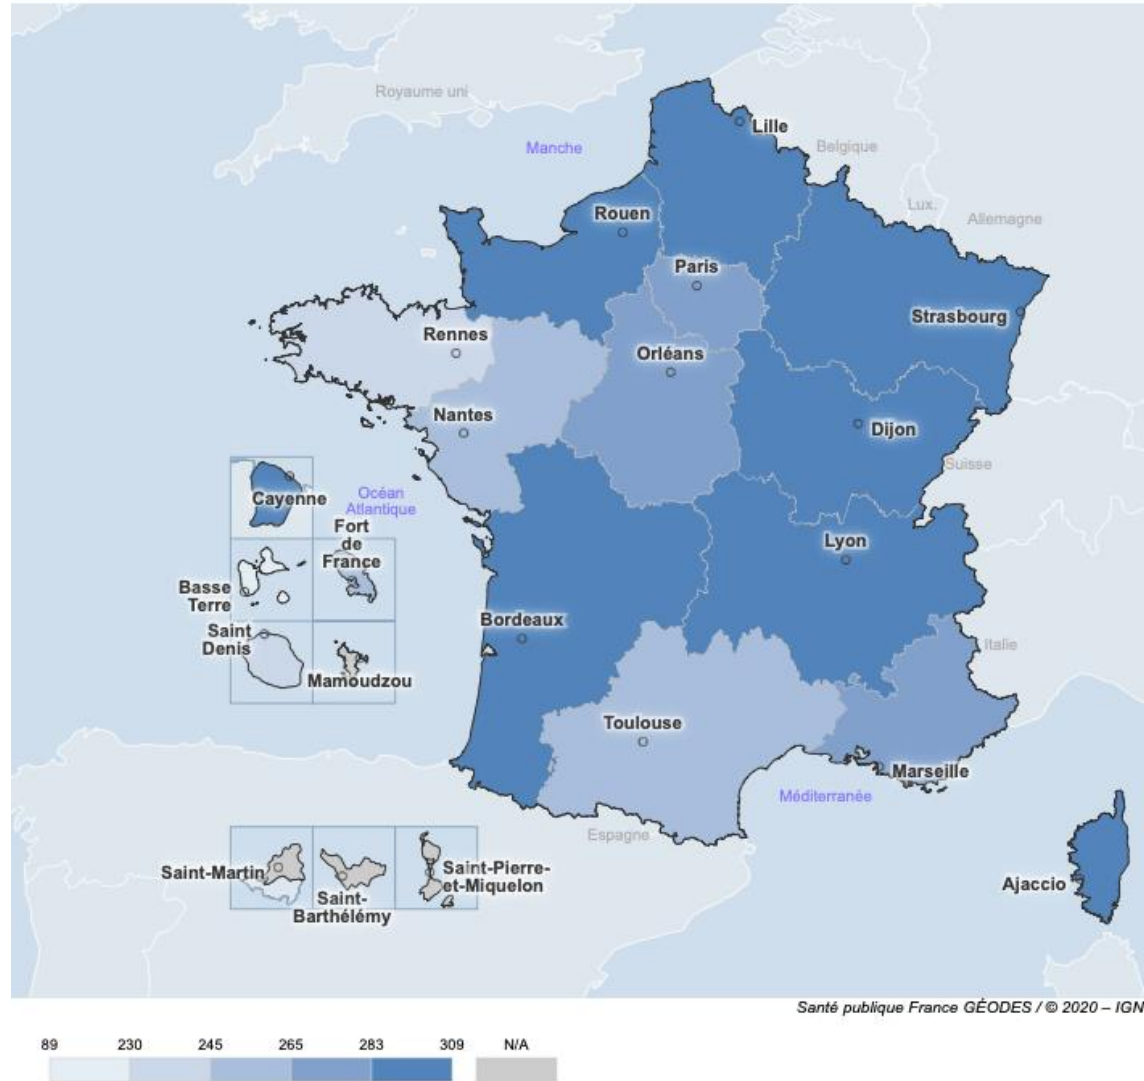 Royaume uni
Manche
Lille
Belgique
Lux.
Allemagne
Rouen
Paris
Strasbourg
Rennes
Orléans
Nantes
Dijon
Suisse
Cayenne
Océan
Atlantique
Fort
de
France
Lyon
Basse
Terre
Saint
Denis
Bordeaux
Italie
Mamoudzou
Toulouse
Marseille
Méditerranée
Espagne
Saint-Martin
Saint-
Barthélémy
Saint-Pierre-
et-Miquelon
Ajaccio
Santé publique France GÉODES / © 2020 – IGN
89 230 245 265 283 309 N/A